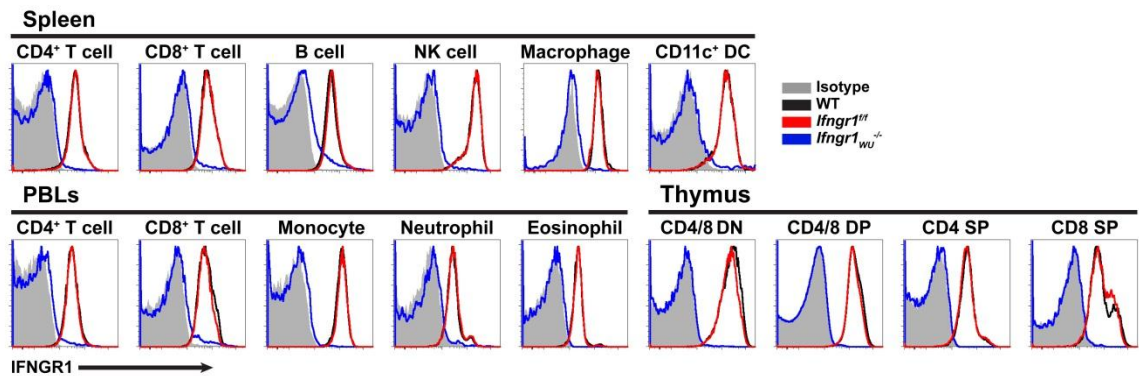 Spleen
CD4⁺ T cell CD8⁺ T cell B cell NK cell Macrophage CD11c⁺ DC
Isotype
WT
Ifngr1ᶠ/ᶠ
Ifngr1_WU⁻/⁻
PBLs Thymus
CD4⁺ T cell CD8⁺ T cell Monocyte Neutrophil Eosinophil CD4/8 DN CD4/8 DP CD4 SP CD8 SP
IFNGR1